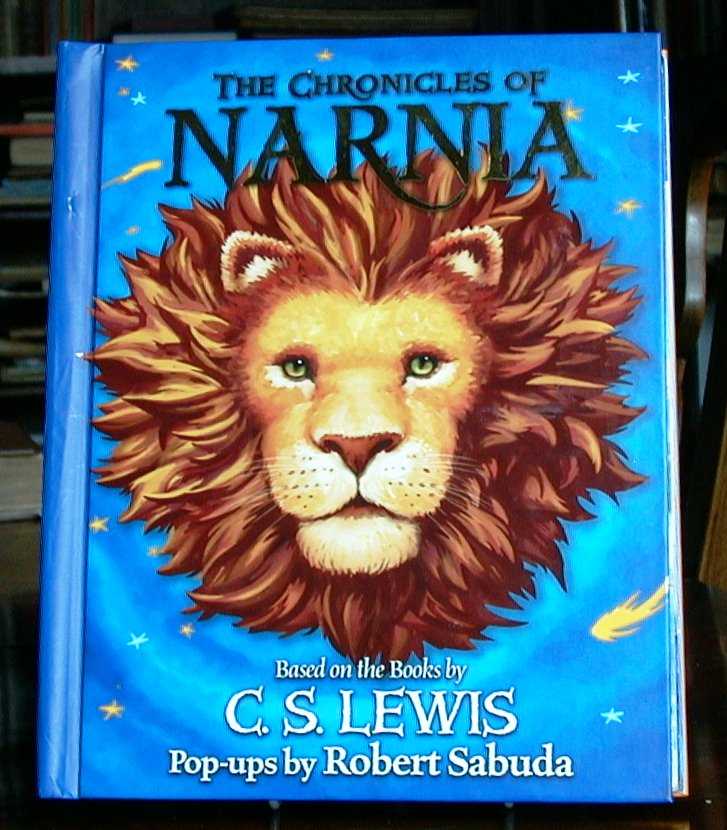 THE CHRONICLES OF
NARNIA
Based on the Books by
C. S. LEWIS
Pop-ups by Robert Sabuda